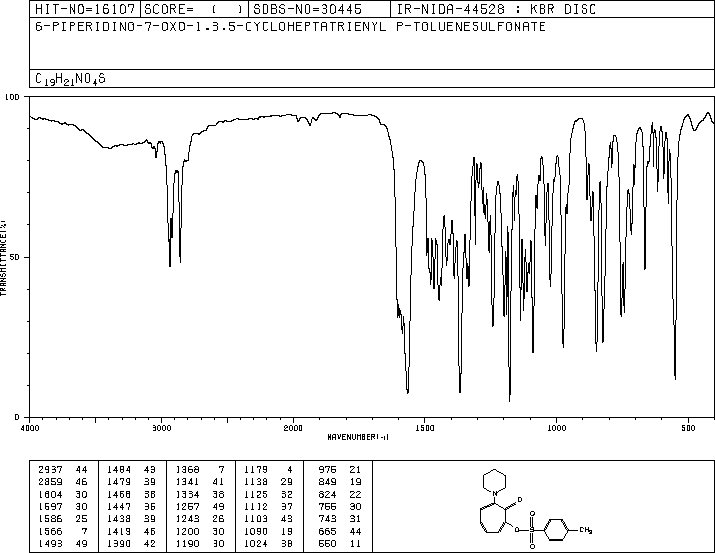 HIT-NO=16107 SCORE= ( ) SDBS-NO=30445 IR-NIDA-44528 : KBR DISC
6-PIPERIDINO-7-OXO-1,3,5-CYCLOHEPTATRIENYL P-TOLUENESULFONATE
C19H21NO4S
100
TRANSMITTANCE(%)
50
0
4000 3000 2000 1500 1000 500
WAVENUMBER(-1)
2937 44 1484 43 1368 7 1179 4 975 21
2859 46 1479 39 1341 41 1138 29 849 19
1604 30 1468 38 1334 38 1125 32 824 22
1597 30 1447 35 1257 49 1112 37 755 30
1586 25 1438 39 1243 26 1103 43 743 31
1566 7 1419 46 1200 30 1090 19 665 44
1493 49 1390 42 1190 30 1024 38 550 11
N
O
O
O-S
O
CH3